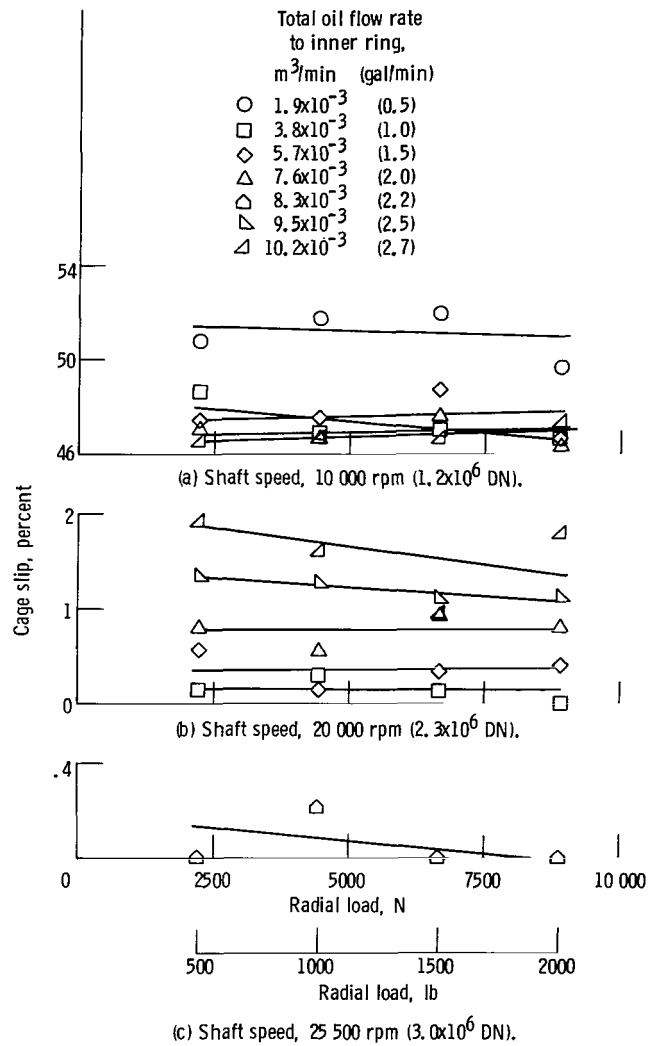 Total oil flow rate
to inner ring,
m³/min (gal/min)
1.9x10⁻³ (0.5)
3.8x10⁻³ (1.0)
5.7x10⁻³ (1.5)
7.6x10⁻³ (2.0)
8.3x10⁻³ (2.2)
9.5x10⁻³ (2.5)
10.2x10⁻³ (2.7)
54
50
46
(a) Shaft speed, 10 000 rpm (1.2x10⁶ DN).
Cage slip, percent
2
1
0
(b) Shaft speed, 20 000 rpm (2.3x10⁶ DN).
.4
0 2500 5000 7500 10 000
Radial load, N
500 1000 1500 2000
Radial load, lb
(c) Shaft speed, 25 500 rpm (3.0x10⁶ DN).